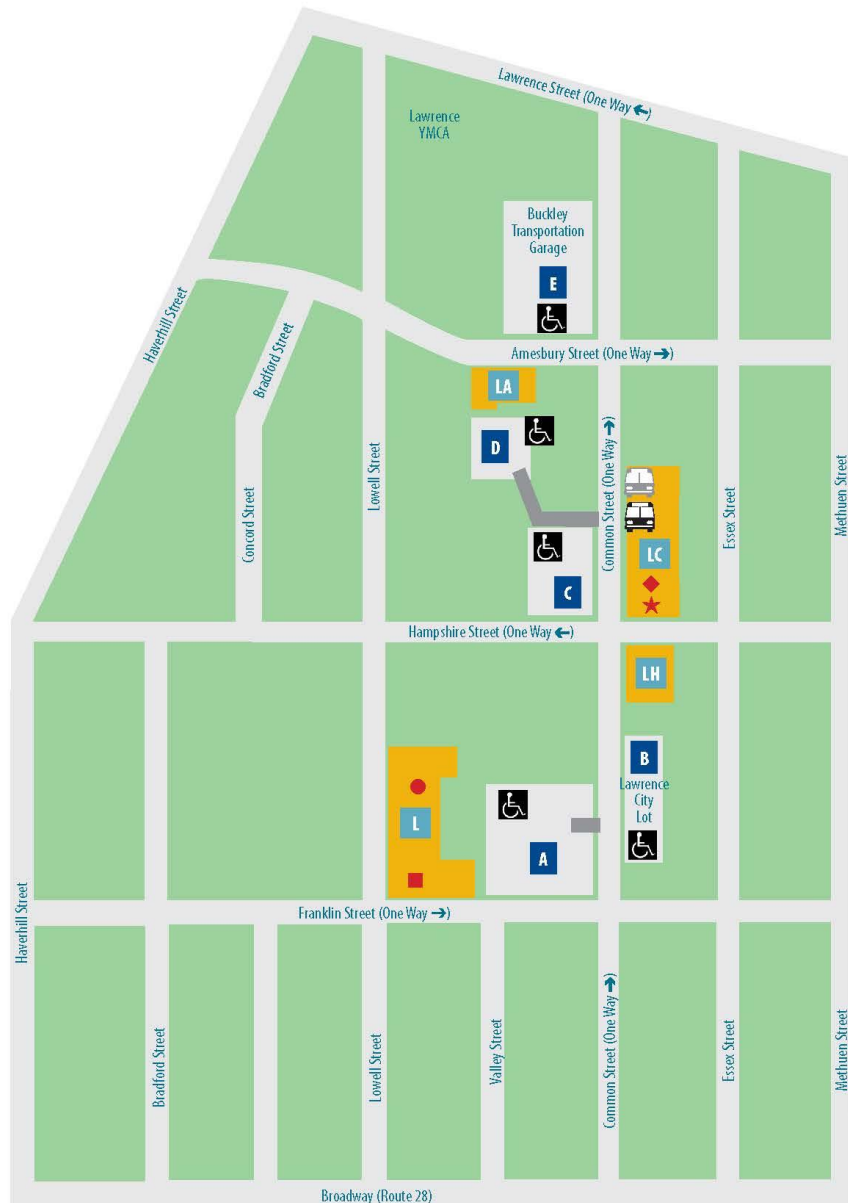 Lawrence Street (One Way ←)
Lawrence
YMCA
Buckley
Transportation
Garage
E
Haverhill Street
Bradford Street
Amesbury Street (One Way →)
LA
D
Concord Street
Lowell Street
Common Street (One Way →)
Essex Street
Methuen Street
LC
C
Hampshire Street (One Way ←)
LH
B
Lawrence
City
Lot
L
A
Franklin Street (One Way →)
Haverhill Street
Bradford Street
Lowell Street
Valley Street
Common Street (One Way →)
Essex Street
Methuen Street
Broadway (Route 28)